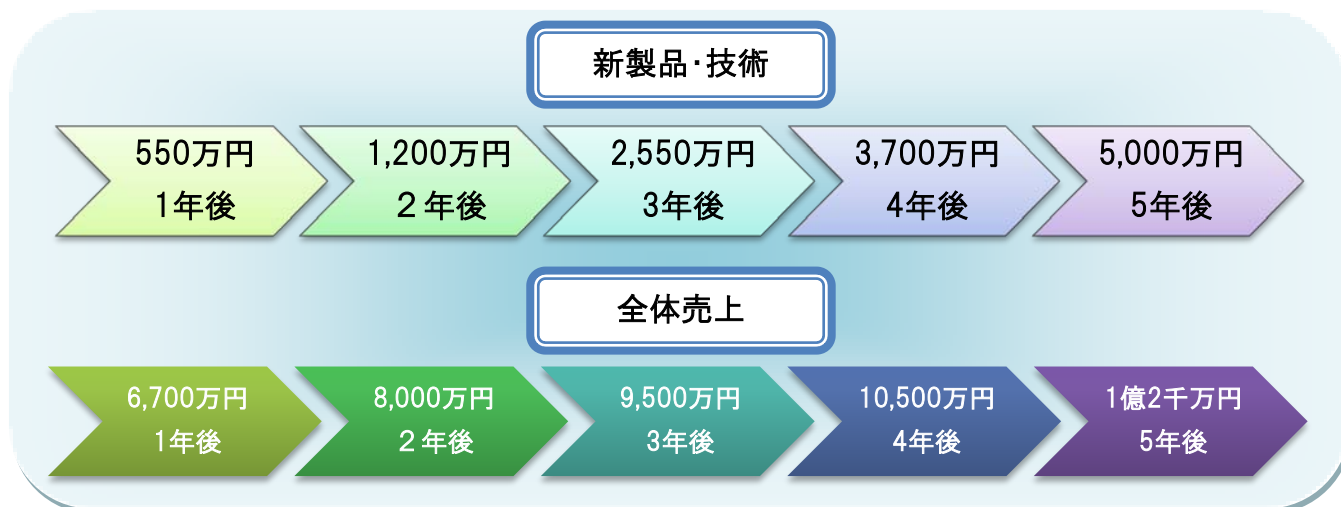 新製品・技術
550万円
1年後
1,200万円
２年後
2,550万円
3年後
3,700万円
4年後
5,000万円
5年後
全体売上
6,700万円
1年後
8,000万円
２年後
9,500万円
3年後
10,500万円
4年後
1億2千万円
5年後